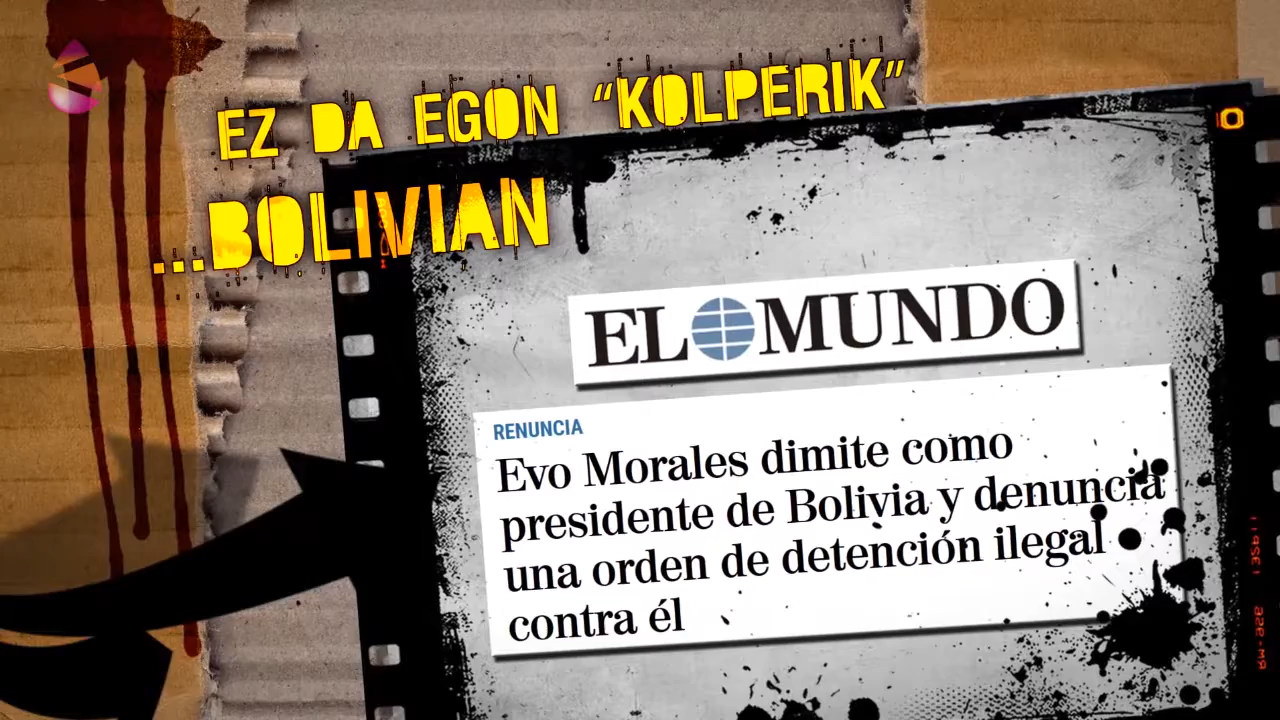 EZ DA EGON “KOLPERIK”
...BOLIVIAN
EL MUNDO
RENUNCIA
Evo Morales dimite como
presidente de Bolivia y denuncia
una orden de detención ilegal
contra él